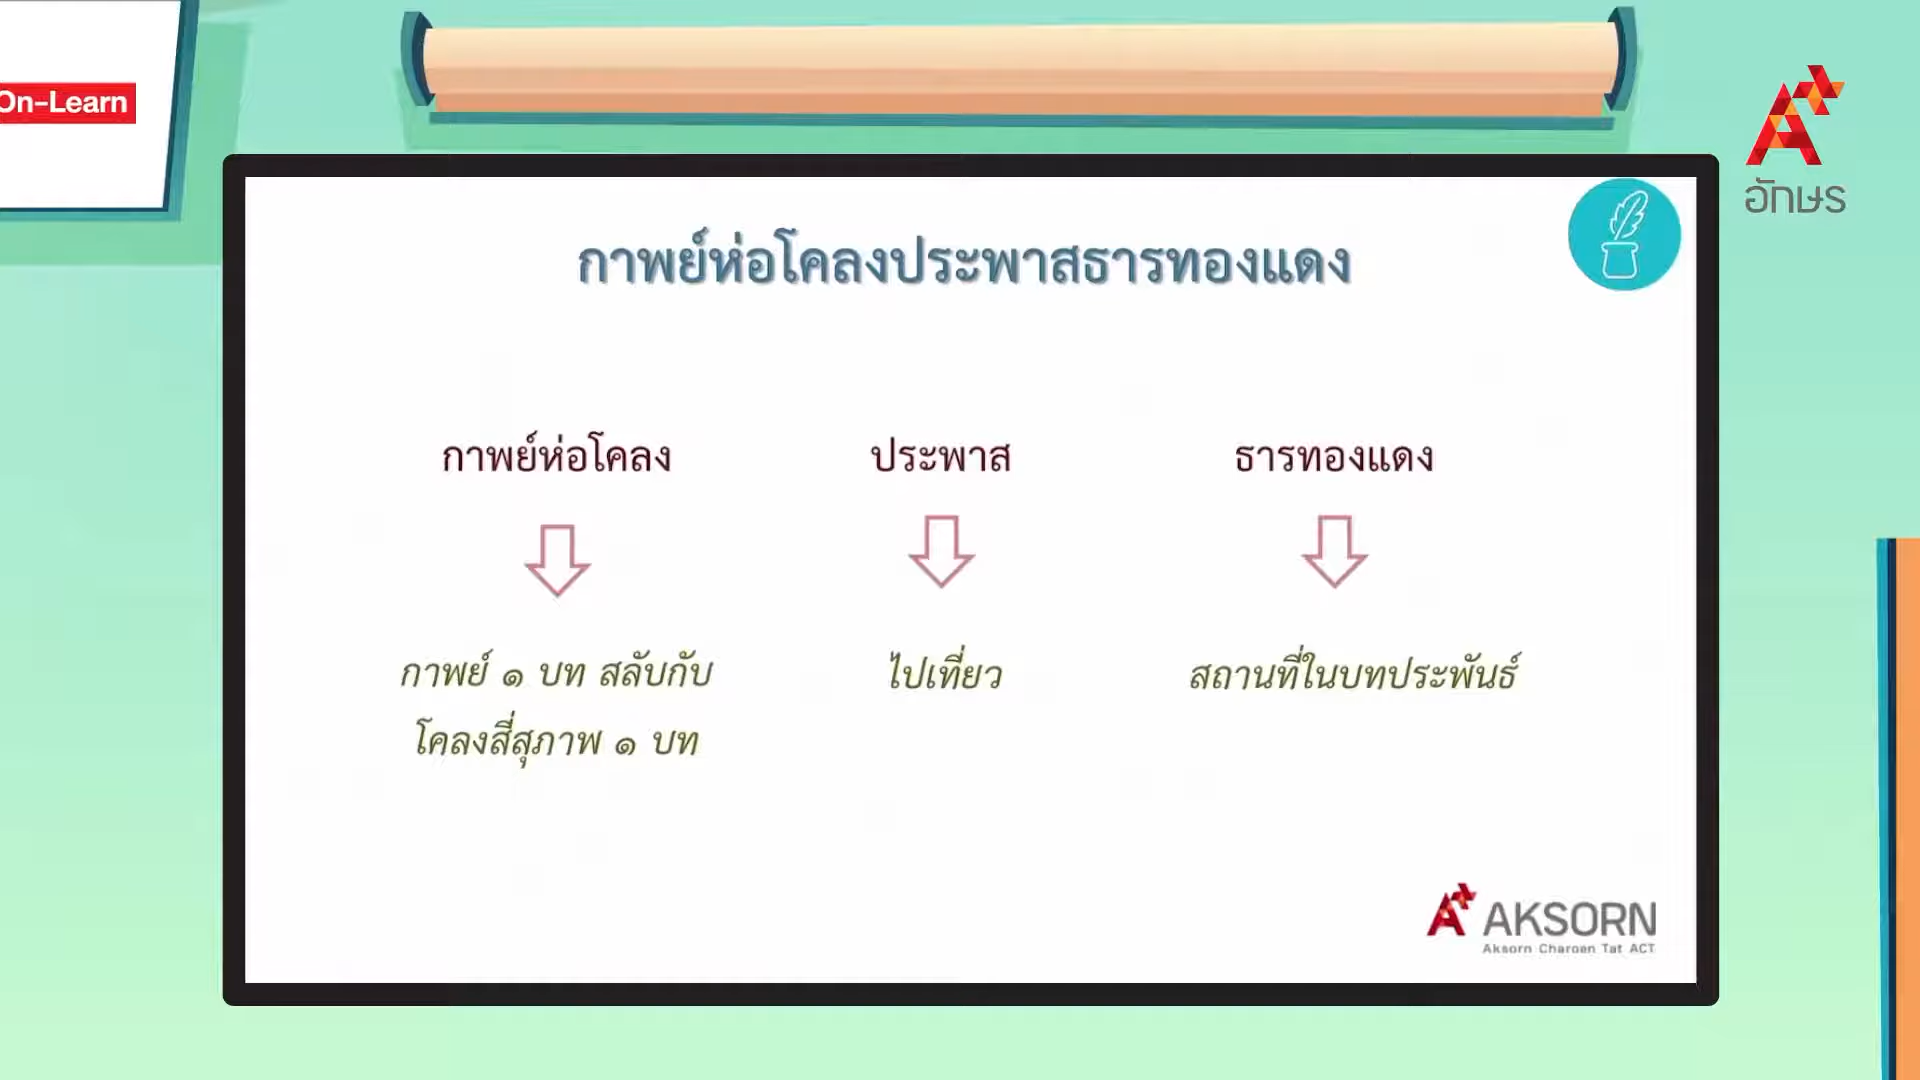 On-Learn
อักษร
กาพย์ห่อโคลงประพาสธารทองแดง
กาพย์ห่อโคลง
ประพาส
ธารทองแดง
กาพย์ ๑ บท สลับกับ
โคลงสี่สุภาพ ๑ บท
ไปเที่ยว
สถานที่ในบทประพันธ์
AKSORN
Aksorn Charoen Tat ACT